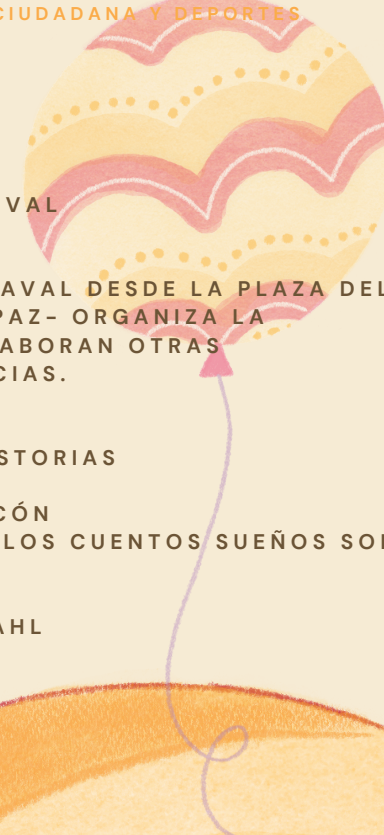 CIUDADANA Y DEPORTES
VAL
AVAL DESDE LA PLAZA DEL
PAZ- ORGANIZA LA
ABORAN OTRAS
CIAS.
STORIAS
CÓN
LOS CUENTOS SUEÑOS SO
AHL